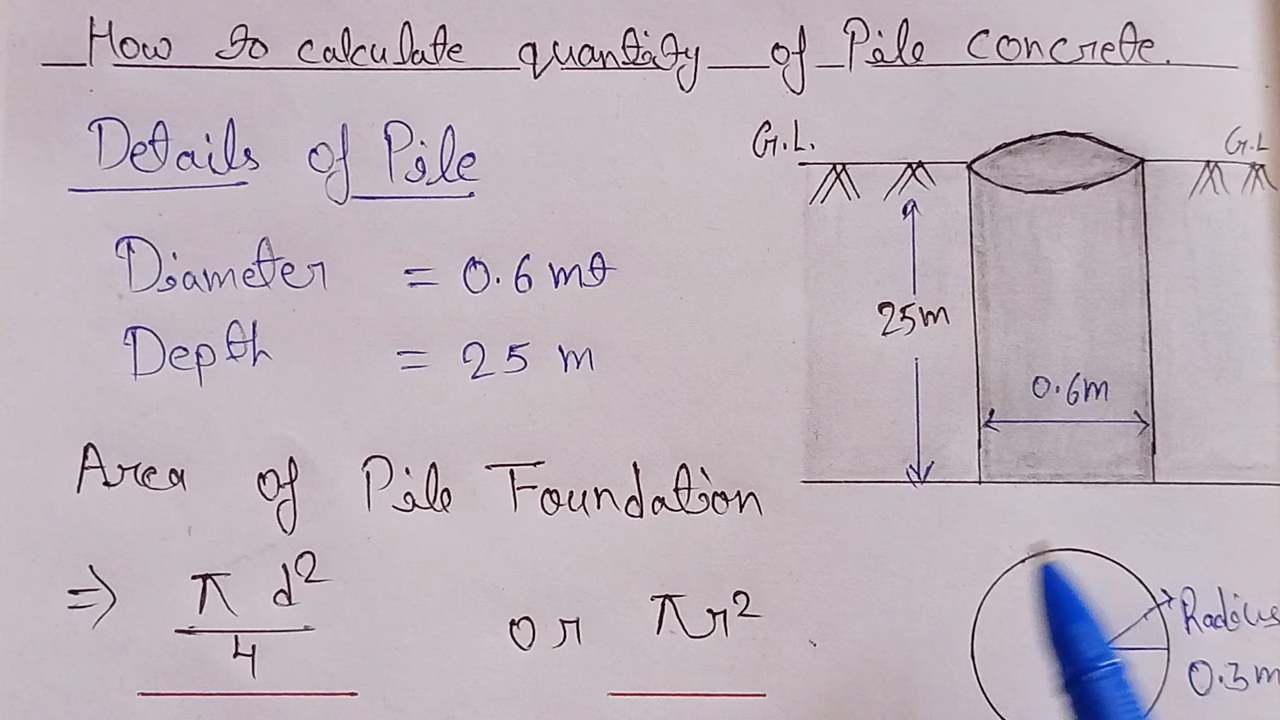 How to calculate quantity of Pile concrete.
Details of Pile
Diameter = 0.6 mt
Depth = 25 m
Area of Pile Foundation
⇒ π d² / 4 or πr²
G.L.
G.L
25m
0.6m
Radius
0.3m